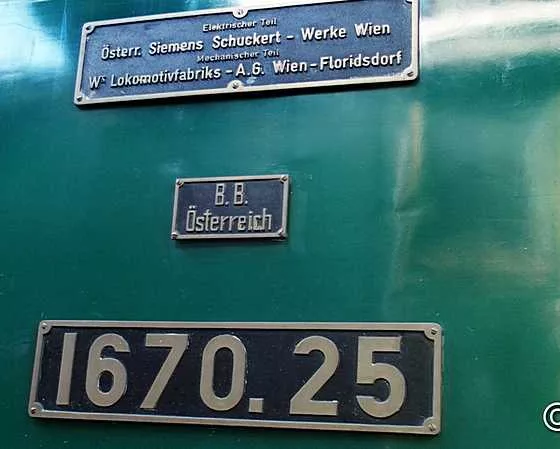 Elektrischer Teil
Österr. Siemens Schuckert - Werke Wien
Mechanischer Teil
Wr Lokomotivfabriks - A.G. Wien - Floridsdorf
B. B.
Österreich
1670.25
©